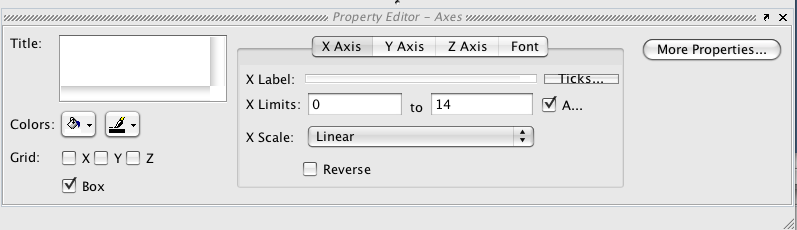 Property Editor - Axes
Title:
X Axis Y Axis Z Axis Font
More Properties...
X Label: Ticks...
X Limits: 0 to 14 A...
Colors:
X Scale: Linear
Grid: X Y Z
Reverse
Box